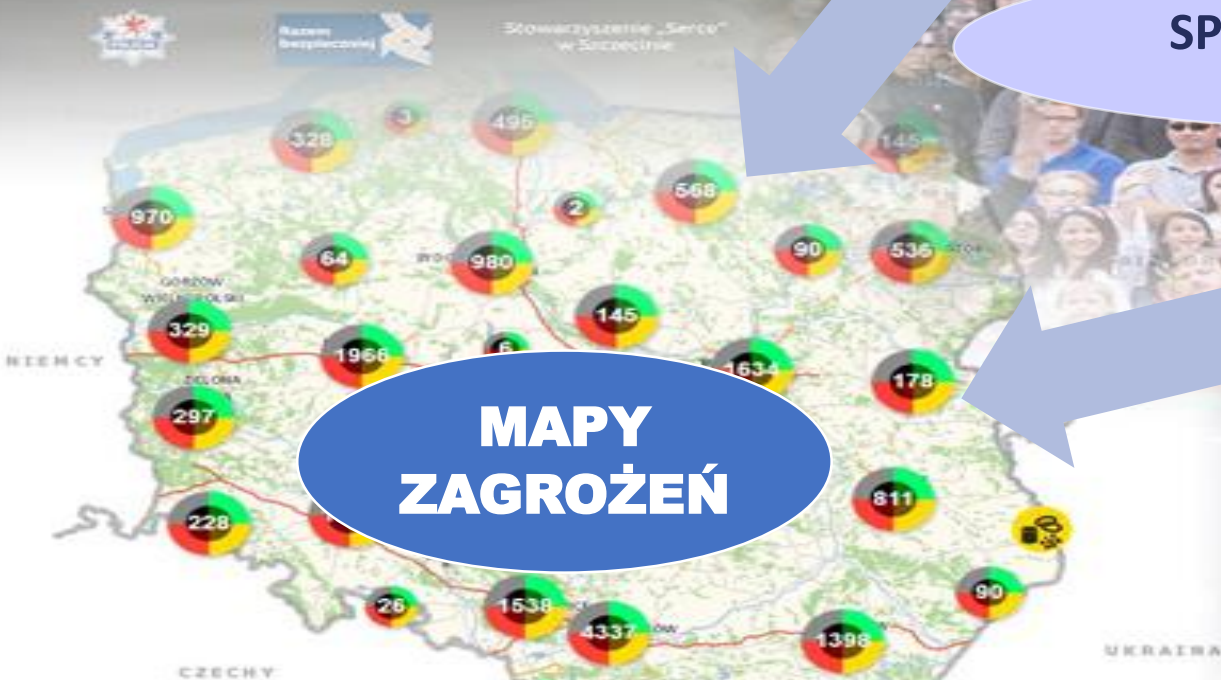 POLICJA
Razem
bezpieczniej
Stowarzyszenie „Serce”
w Szczecinie
SP
3
495
328
145
568
2
970
90
536
64
980
GORZÓW
WIELKOPOLSKI
145
329
6
1966
1634
NIEMCY
178
ZIELONA
297
MAPY
ZAGROŻEŃ
811
228
90
26
1538
4337
1398
UKRAINA
CZECHY